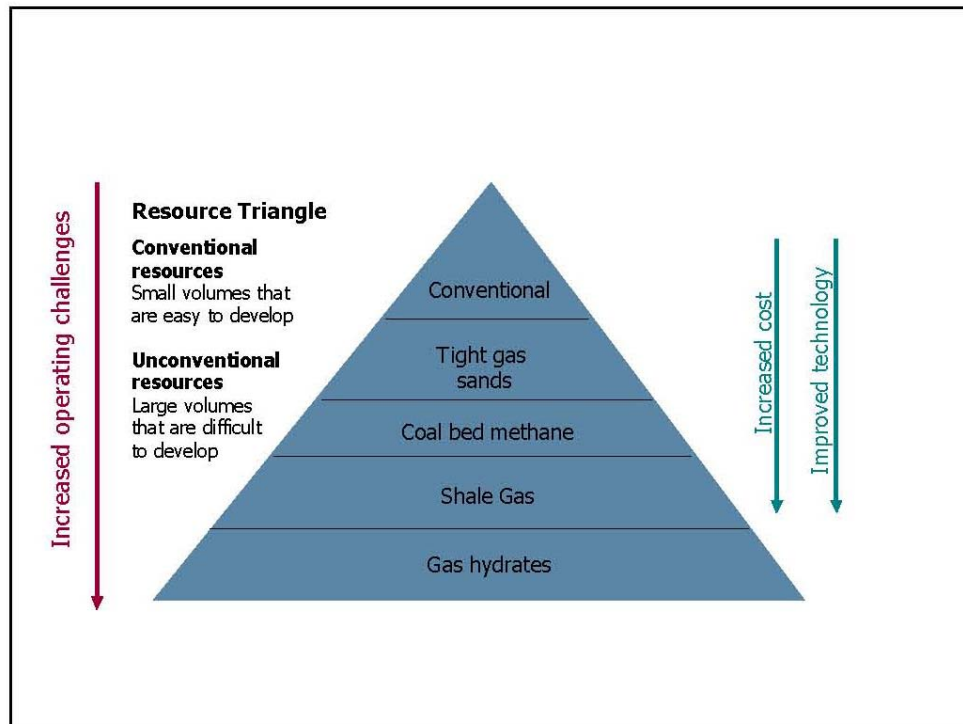 Increased operating challenges
Resource Triangle
Conventional
resources
Small volumes that
are easy to develop
Unconventional
resources
Large volumes
that are difficult
to develop
Conventional
Tight gas
sands
Coal bed methane
Shale Gas
Gas hydrates
Increased cost
Improved technology